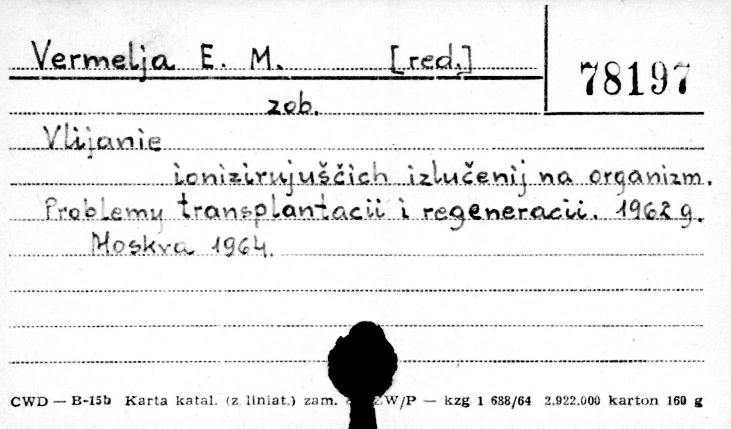 Vermelja E. M. [red.]
78197
zob.
Vlijanie
ionizirujuščich izlučenij na organizm.
Problemy transplantacii i regeneracii. 1962 g.
Moskva 1964.
CWD — B-15b Karta katal. (z liniat.) zam. ZW/P — kzg 1 688/64 2.922.000 karton 160 g